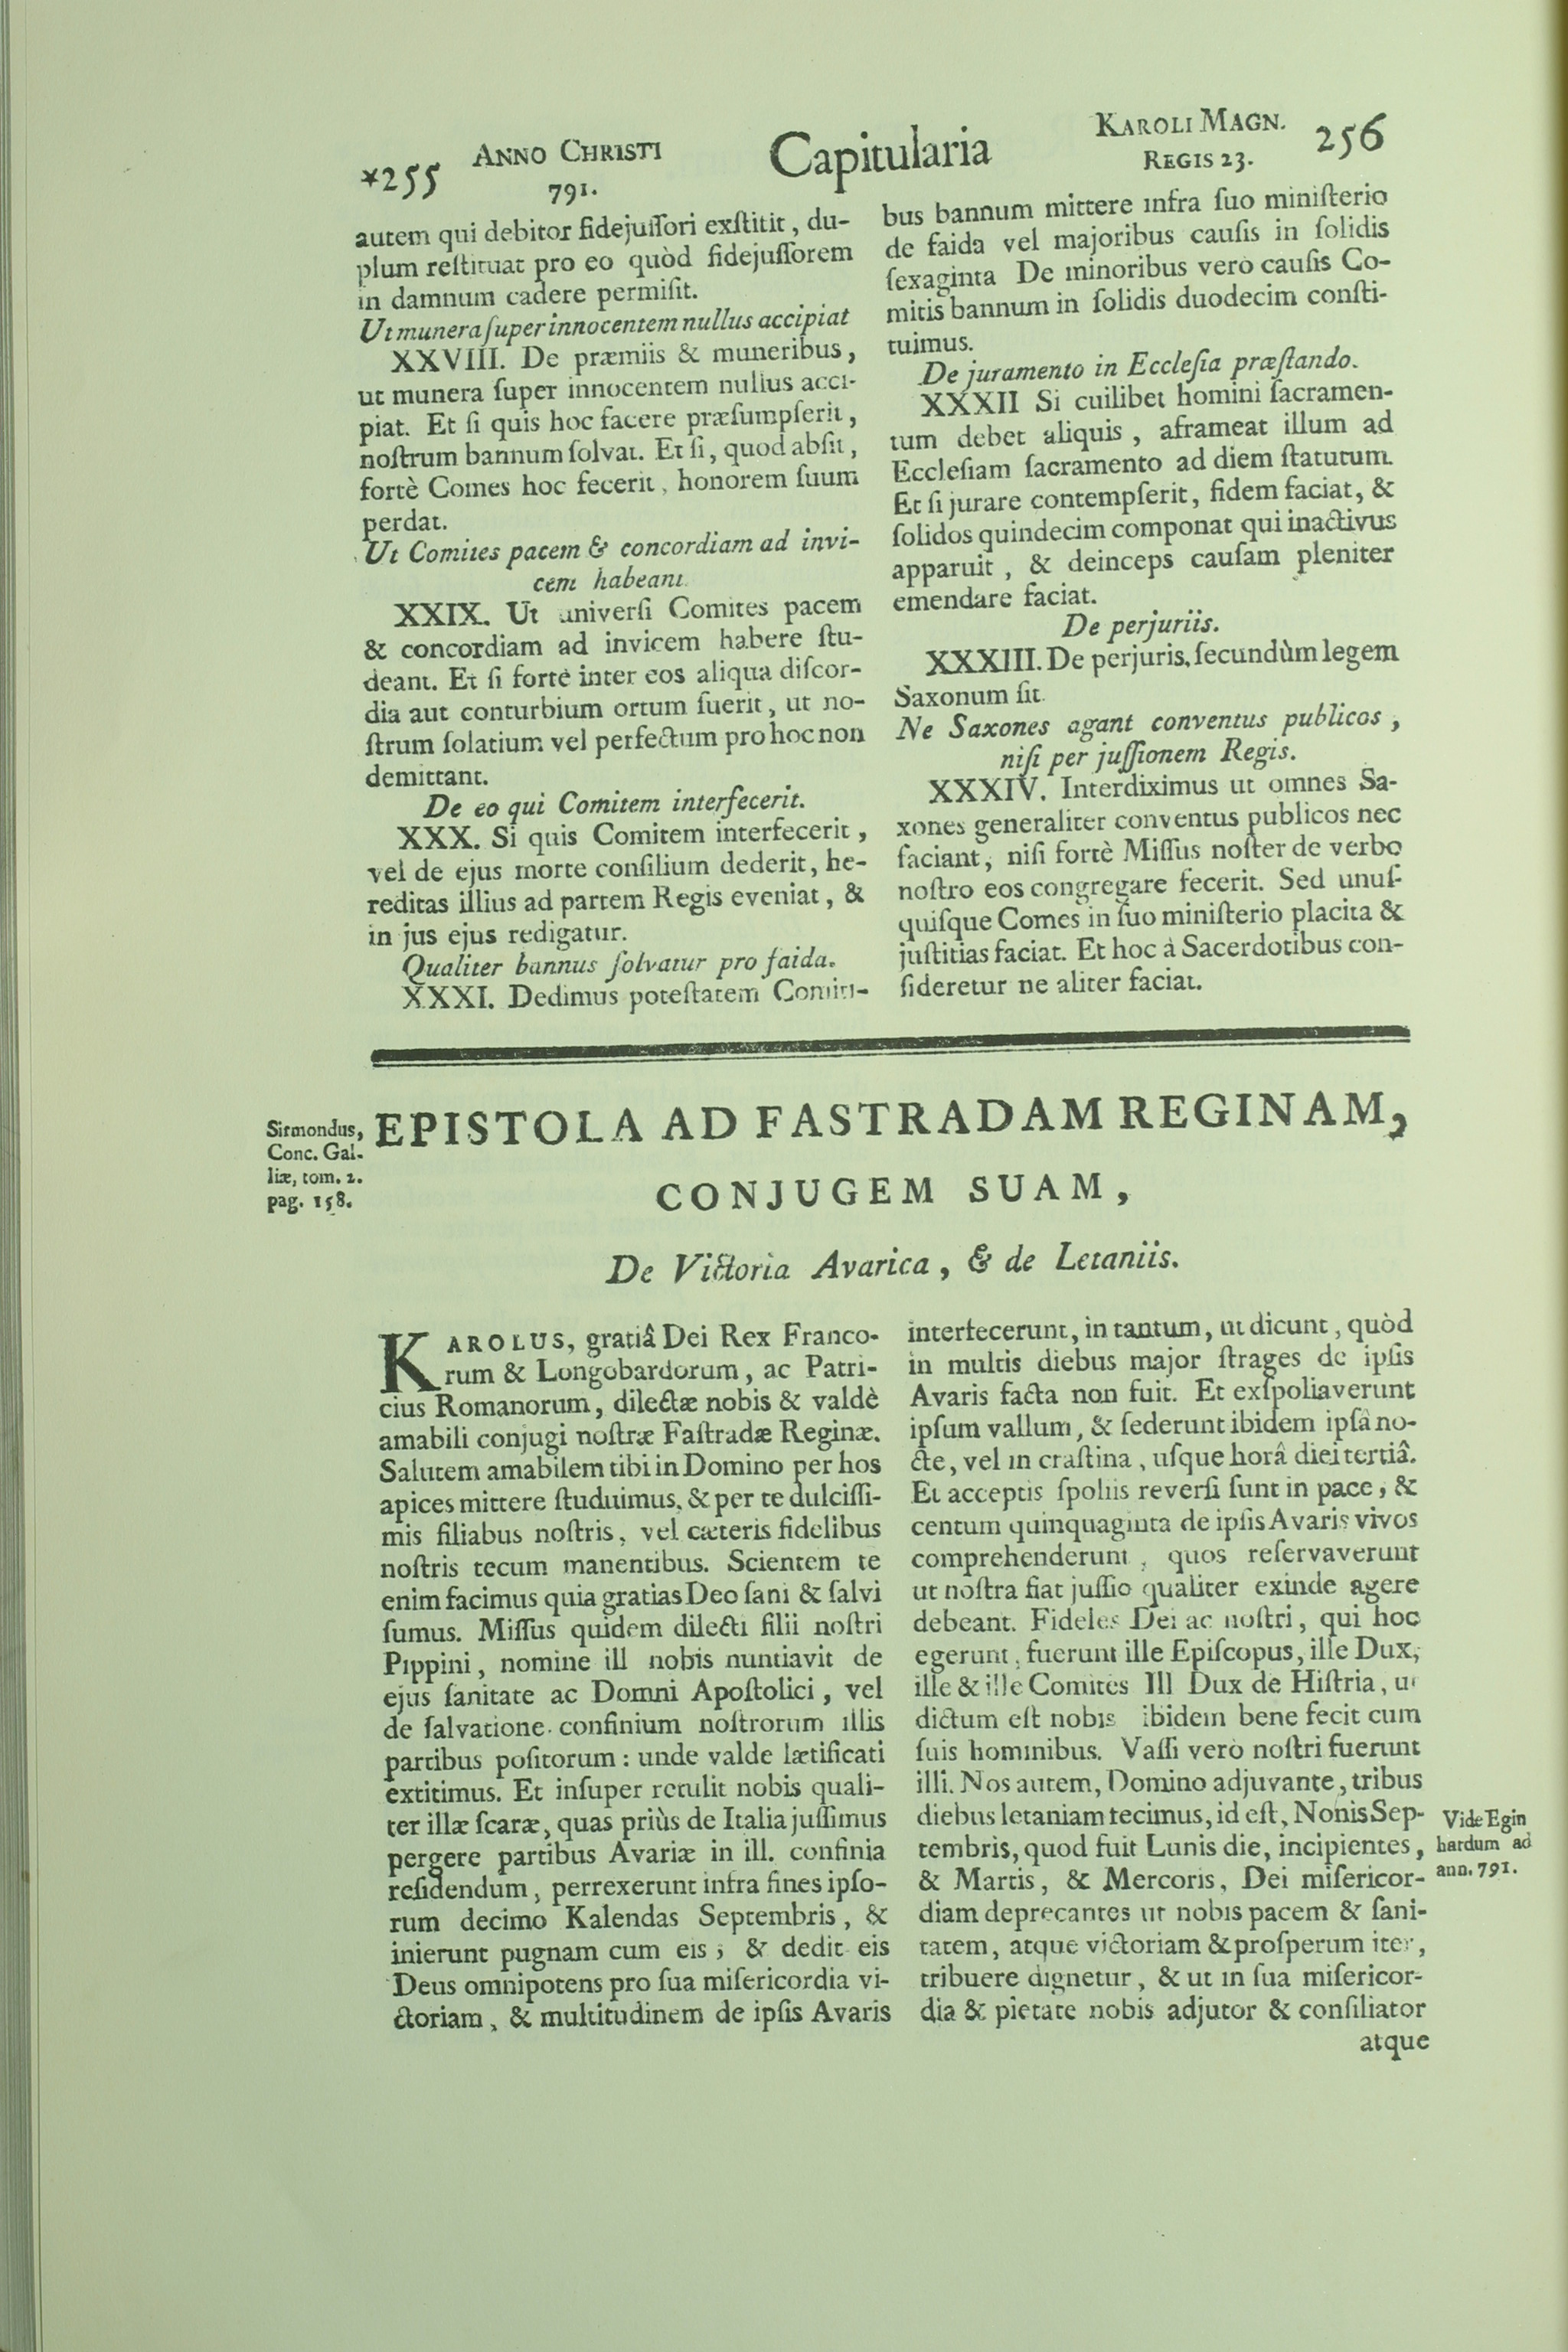 *255
ANNO CHRISTI
791.
Capitularia
KAROLI MAGN.
REGIS 23.
256
autem qui debitor fidejuſſori exſtitit, du-
plum reſtituat pro eo quòd fidejuſſorem
in damnum cadere permiſit.
Ut munera ſuper innocentem nullus accipiat
XXVIII. De præmiis & muneribus,
ut munera ſuper innocentem nullus acci-
piat. Et ſi quis hoc facere præſumpſerit,
noſtrum bannum ſolvat. Et ſi, quod abſit,
fortè Comes hoc fecerit, honorem ſuum
perdat.
Ut Comites pacem & concordiam ad invi-
cem habeant
XXIX. Ut univerſi Comites pacem
& concordiam ad invicem habere ſtu-
deant. Et ſi fortè inter eos aliqua diſcor-
dia aut conturbium ortum fuerit, ut no-
ſtrum ſolatium vel perfectum pro hoc non
demittant.
De eo qui Comitem interfecerit.
XXX. Si quis Comitem interfecerit,
vel de ejus morte conſilium dederit, he-
reditas illius ad partem Regis eveniat, &
in jus ejus redigatur.
Qualiter bannus ſolvatur pro faida.
XXXI. Dedimus poteſtatem Comiti-
bus bannum mittere infra ſuo miniſterio
de faida vel majoribus cauſis in ſolidis
ſexaginta De minoribus verò cauſis Co-
mitis bannum in ſolidis duodecim conſti-
tuimus.
De juramento in Eccleſia præſtando.
XXXII Si cuilibet homini ſacramen-
tum debet aliquis, aframeat illum ad
Eccleſiam ſacramento ad diem ſtatutum.
Et ſi jurare contempſerit, fidem faciat, &
ſolidos quindecim componat qui inactivus
apparuit, & deinceps cauſam pleniter
emendare faciat.
De perjuriis.
XXXIII. De perjuris, ſecundùm legem
Saxonum ſit.
Ne Saxones agant conventus publicos,
niſi per juſſionem Regis.
XXXIV. Interdiximus ut omnes Sa-
xones generaliter conventus publicos nec
faciant, niſi fortè Miſſus noſter de verbo
noſtro eos congregare fecerit. Sed unuſ-
quiſque Comes in ſuo miniſterio placita &
juſtitias faciat. Et hoc à Sacerdotibus con-
ſideretur ne aliter faciat.
Sirmondus,
Conc. Gal-
liæ, tom. 2.
pag. 158.
EPISTOLA AD FASTRADAM REGINAM,
CONJUGEM SUAM,
De Victoria Avarica, & de Letaniis.
KAROLUS, gratiâ Dei Rex Franco-
rum & Longobardorum, ac Patri-
cius Romanorum, dilectæ nobis & valdè
amabili conjugi noſtræ Faſtradæ Reginæ.
Salutem amabilem tibi in Domino per hos
apices mittere ſtuduimus, & per te dulciſſi-
mis filiabus noſtris, vel cæteris fidelibus
noſtris tecum manentibus. Scientem te
enim facimus quia gratias Deo ſani & ſalvi
ſumus. Miſſus quidem dilecti filii noſtri
Pippini, nomine ill nobis nuntiavit de
ejus ſanitate ac Domni Apoſtolici, vel
de ſalvatione confinium noſtrorum illis
partibus poſitorum : unde valde lætificati
extitimus. Et inſuper retulit nobis quali-
ter illæ ſcaræ, quas priùs de Italia juſſimus
pergere partibus Avariæ in ill. confinia
reſidendum, perrexerunt infra fines ipſo-
rum decimo Kalendas Septembris, &
inierunt pugnam cum eis; & dedit eis
Deus omnipotens pro ſua miſericordia vi-
ctoriam, & multitudinem de ipſis Avaris
interfecerunt, in tantum, ut dicunt, quòd
in multis diebus major ſtrages de ipſis
Avaris facta non fuit. Et exſpoliaverunt
ipſum vallum, & ſederunt ibidem ipſâ no-
cte, vel in craſtina, uſque horâ diei tertiâ.
Et acceptis ſpoliis reverſi ſunt in pace, &
centum quinquaginta de ipſis Avaris vivos
comprehenderunt, quos reſervaverunt
ut noſtra fiat juſſio qualiter exinde agere
debeant. Fideles Dei ac noſtri, qui hoc
egerunt, fuerunt ille Epiſcopus, ille Dux,
ille & ille Comites Ill Dux de Hiſtria, ut
dictum eſt nobis ibidem bene fecit cum
ſuis hominibus. Vaſſi verò noſtri fuerunt
illi. Nos autem, Domino adjuvante, tribus
diebus letaniam fecimus, id eſt, Nonis Sep-
tembris, quod fuit Lunis die, incipientes,
& Martis, & Mercoris, Dei miſericor-
diam deprecantes ut nobis pacem & ſani-
tatem, atque victoriam & proſperum iter,
tribuere dignetur, & ut in ſua miſericor-
dia & pietate nobis adjutor & conſiliator
atque
Vide Egin
hardum ad
ann. 791.